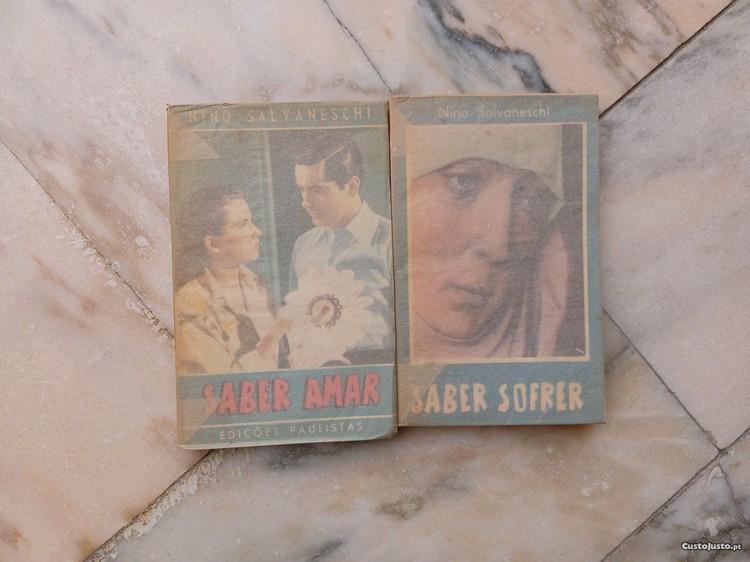 NINO SALVANESCHI
SABER AMAR
EDIÇÕES PAULISTAS
Nino Salvaneschi
SABER SOFRER
CustoJusto.pt